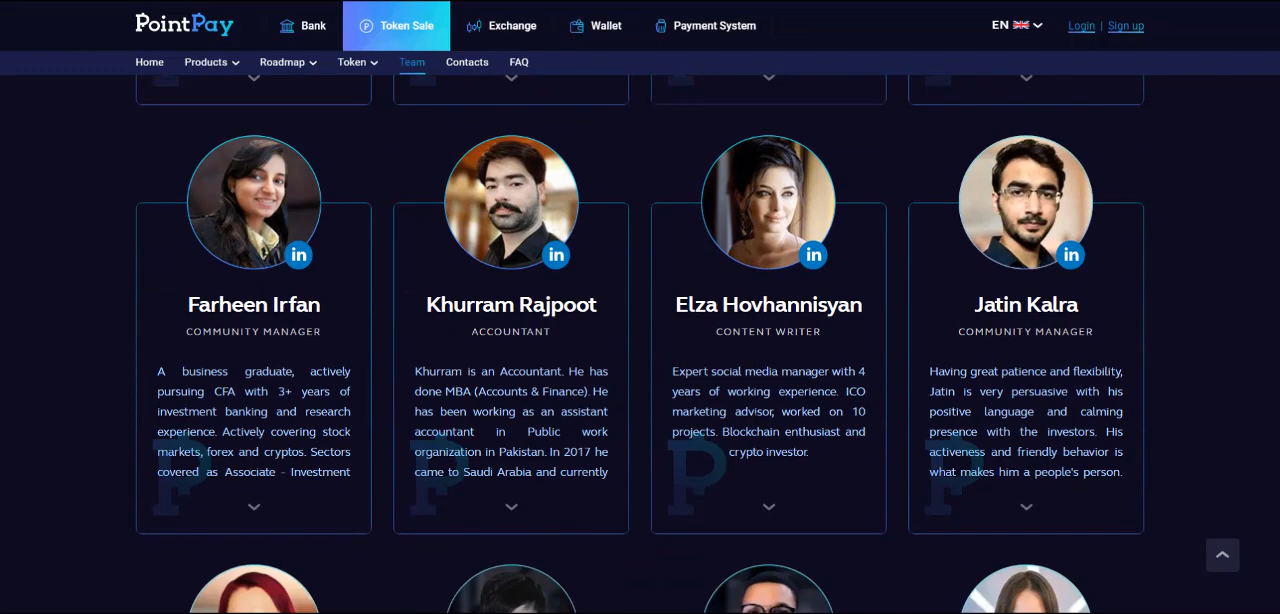 PointPay Bank Token Sale Exchange Wallet Payment System EN Login | Sign up
Home Products Roadmap Token Team Contacts FAQ
in in in in
Farheen Irfan
COMMUNITY MANAGER
A business graduate, actively
pursuing CFA with 3+ years of
investment banking and research
experience. Actively covering stock
markets, forex and cryptos. Sectors
covered as Associate - Investment
Khurram Rajpoot
ACCOUNTANT
Khurram is an Accountant. He has
done MBA (Accounts & Finance). He
has been working as an assistant
accountant in Public work
organization in Pakistan. In 2017 he
came to Saudi Arabia and currently
Elza Hovhannisyan
CONTENT WRITER
Expert social media manager with 4
years of working experience. ICO
marketing advisor, worked on 10
projects. Blockchain enthusiast and
crypto investor.
Jatin Kalra
COMMUNITY MANAGER
Having great patience and flexibility,
Jatin is very persuasive with his
positive language and calming
presence with the investors. His
activeness and friendly behavior is
what makes him a people's person.